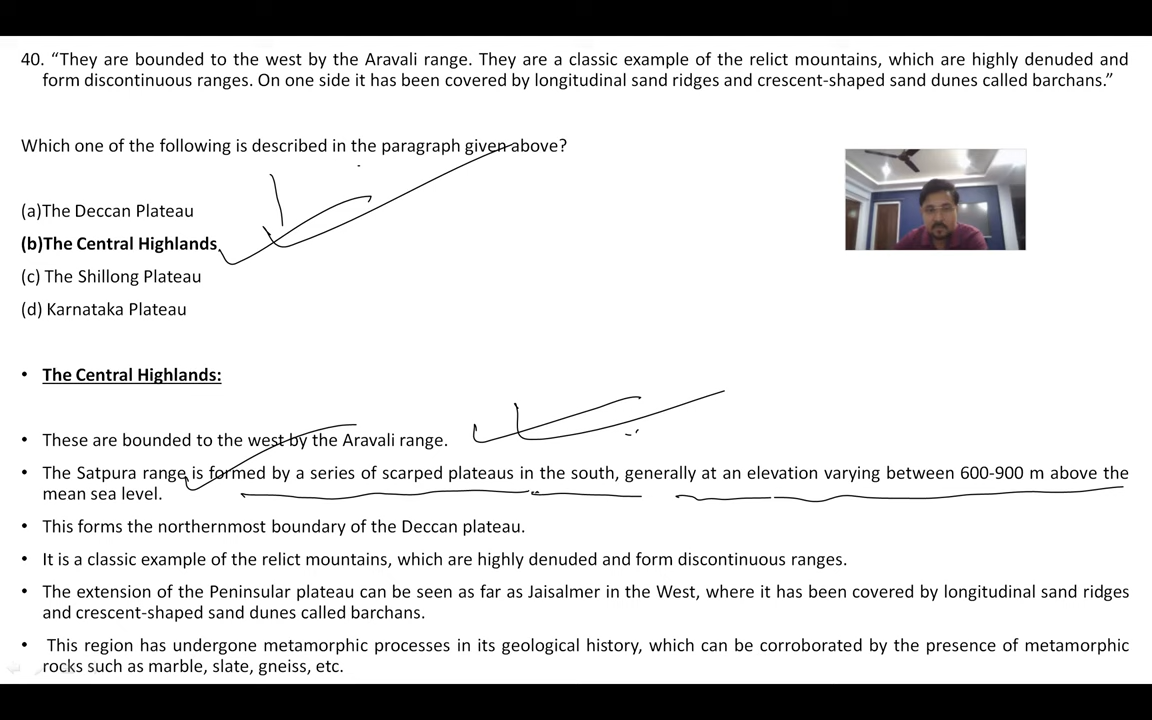 40. “They are bounded to the west by the Aravali range. They are a classic example of the relict mountains, which are highly denuded and
form discontinuous ranges. On one side it has been covered by longitudinal sand ridges and crescent-shaped sand dunes called barchans.”
Which one of the following is described in the paragraph given above?
(a)The Deccan Plateau
(b)The Central Highlands
(c) The Shillong Plateau
(d) Karnataka Plateau
• The Central Highlands:
• These are bounded to the west by the Aravali range.
• The Satpura range is formed by a series of scarped plateaus in the south, generally at an elevation varying between 600-900 m above the
mean sea level.
• This forms the northernmost boundary of the Deccan plateau.
• It is a classic example of the relict mountains, which are highly denuded and form discontinuous ranges.
• The extension of the Peninsular plateau can be seen as far as Jaisalmer in the West, where it has been covered by longitudinal sand ridges
and crescent-shaped sand dunes called barchans.
• This region has undergone metamorphic processes in its geological history, which can be corroborated by the presence of metamorphic
rocks such as marble, slate, gneiss, etc.